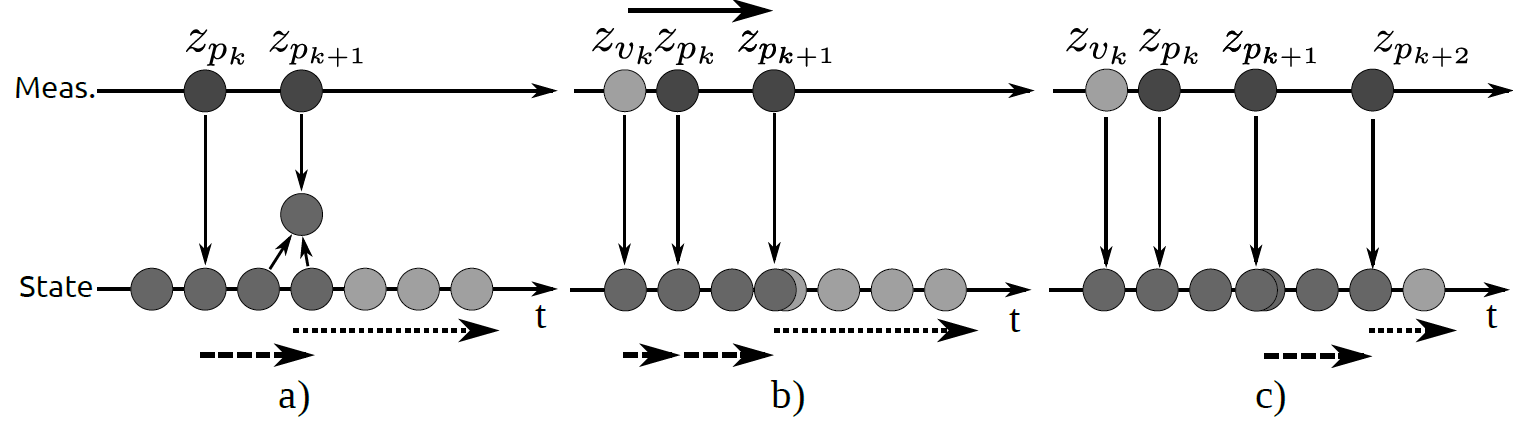 z_{p_k} z_{p_{k+1}} z_{v_k} z_{p_k} z_{p_{k+1}} z_{v_k} z_{p_k} z_{p_{k+1}} z_{p_{k+2}}
Meas.
State
t t t
a) b) c)